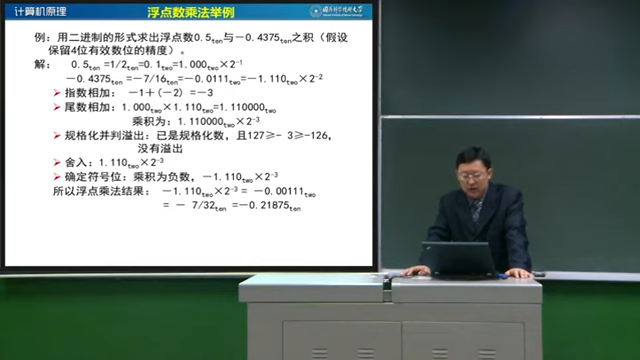 计算机原理
浮点数乘法举例
国防科学技术大学
例：用二进制的形式求出浮点数0.5ten与−0.4375ten之积（假设
保留4位有效数位的精度）。
解： 0.5ten =1/2ten=0.1two=1.000two×2-1
−0.4375ten =−7/16ten=−0.0111two=−1.110two×2-2
➢ 指数相加： −1+(−2) =−3
➢ 尾数相加：1.000two×1.110two=1.110000two
乘积为：1.110000two×2-3
➢ 规格化并判溢出：已是规格化数，且127≥- 3≥-126，
没有溢出
➢ 舍入：1.110two×2-3
➢ 确定符号位：乘积为负数，−1.110two×2-3
所以浮点乘法结果： −1.110two×2-3 = −0.00111two
= − 7/32ten =−0.21875ten